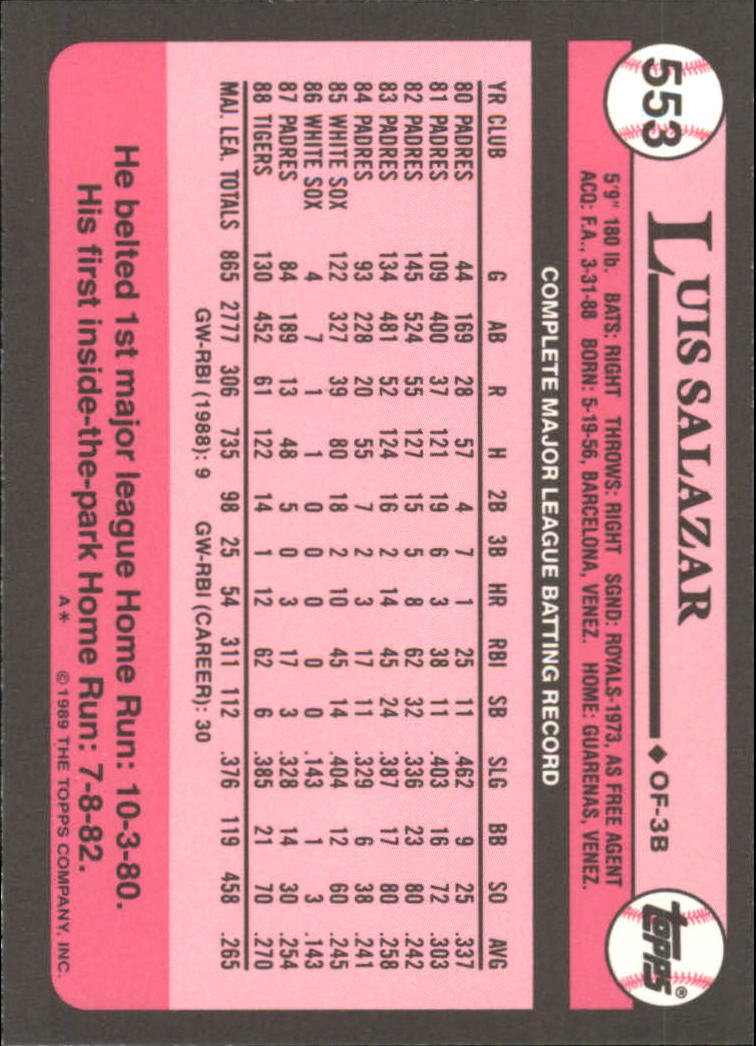 553
LUIS SALAZAR ◆ OF-3B
TOPPS®
5'9" 180 lb. BATS: RIGHT THROWS: RIGHT SGND: ROYALS-1973, AS FREE AGENT
ACQ: F.A., 3-31-88 BORN: 5-19-56, BARCELONA, VENEZ. HOME: GUARENAS, VENEZ.
COMPLETE MAJOR LEAGUE BATTING RECORD
YR CLUB G AB R H 2B 3B HR RBI SB SLG BB SO AVG
80 PADRES 44 169 28 57 4 7 1 25 11 .462 9 25 .337
81 PADRES 109 400 37 121 19 6 3 38 11 .403 16 72 .303
82 PADRES 145 524 55 127 15 5 8 62 32 .336 23 80 .242
83 PADRES 134 481 52 124 16 2 14 45 24 .387 17 80 .258
84 PADRES 93 228 20 55 7 2 3 17 11 .329 6 38 .241
85 WHITE SOX 122 327 39 80 18 2 10 45 14 .404 12 60 .245
86 WHITE SOX 4 7 1 1 0 0 0 0 0 .143 1 3 .143
87 PADRES 84 189 13 48 5 0 3 17 3 .328 14 30 .254
88 TIGERS 130 452 61 122 14 1 12 62 6 .385 21 70 .270
MAJ. LEA. TOTALS 865 2777 306 735 98 25 54 311 112 .376 119 458 .265
GW-RBI (1988): 9 GW-RBI (CAREER): 30
He belted 1st major league Home Run: 10-3-80.
His first inside-the-park Home Run: 7-8-82.
A* ©1989 THE TOPPS COMPANY, INC.